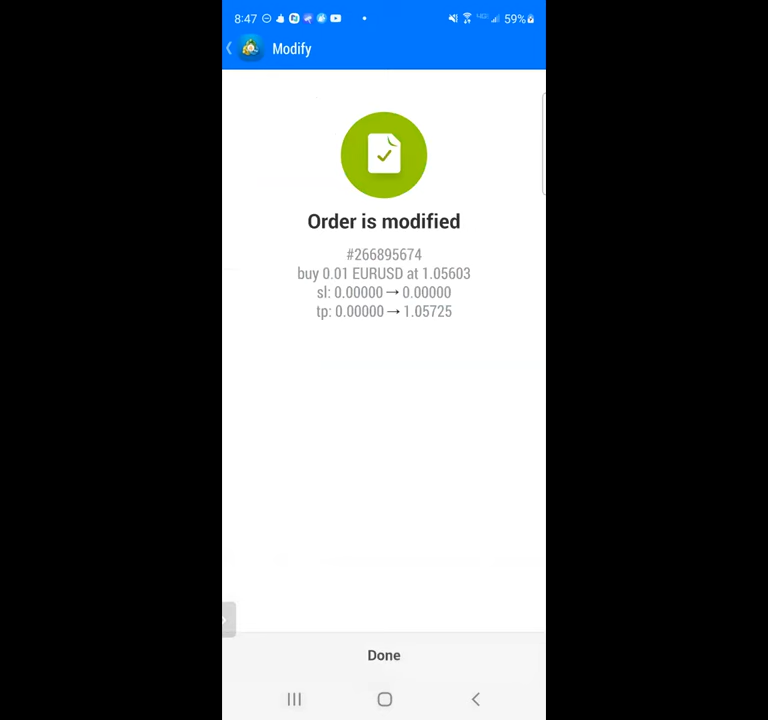 8:47 59%
Modify
Order is modified
#266895674
buy 0.01 EURUSD at 1.05603
sl: 0.00000 → 0.00000
tp: 0.00000 → 1.05725
Done